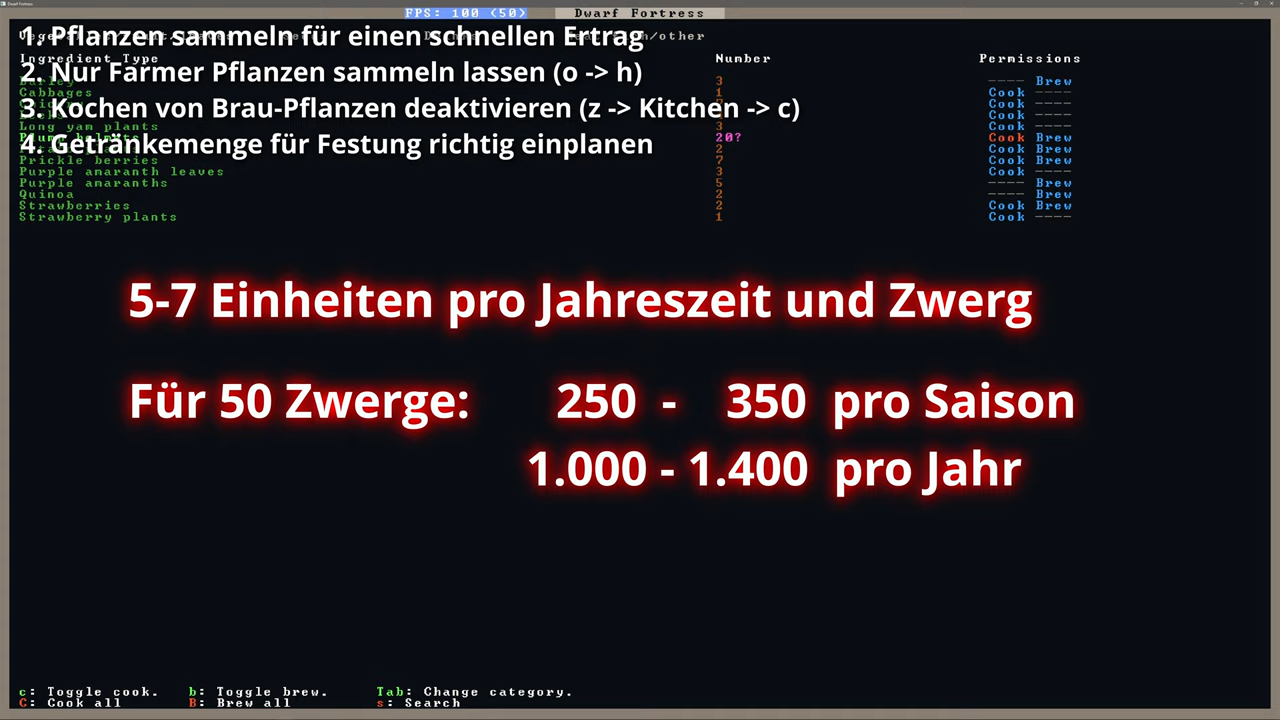 Dwarf Fortress
FPS: 100 (50) Dwarf Fortress
1. Pflanzen sammeln für einen schnellen Ertrag
/other
Ingredient Type Number Permissions
2. Nur Farmer Pflanzen sammeln lassen (o -> h)
3 ---- Brew
Cabbages 1 Cook ----
3. Kochen von Brau-Pflanzen deaktivieren (z -> Kitchen -> c)
Cook Brew
Cook ----
Long yam plants 3 Cook ----
4. Getränkemenge für Festung richtig einplanen
20? Cook Brew
2 Cook Brew
Prickle berries 7 Cook Brew
Purple amaranth leaves 3 Cook ----
Purple amaranths 5 ---- Brew
Quinoa 2 ---- Brew
Strawberries 2 Cook Brew
Strawberry plants 1 Cook ----
5-7 Einheiten pro Jahreszeit und Zwerg
Für 50 Zwerge: 250 - 350 pro Saison
1.000 - 1.400 pro Jahr
c: Toggle cook. b: Toggle brew. Tab: Change category.
C: Cook all B: Brew all s: Search